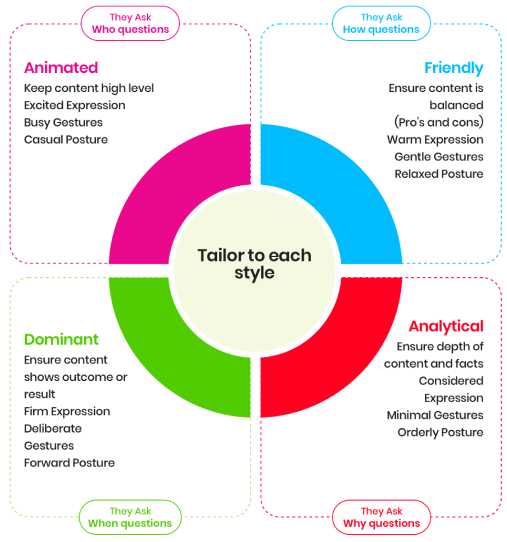 They Ask
Who questions
Animated
Keep content high level
Excited Expression
Busy Gestures
Casual Posture
They Ask
How questions
Friendly
Ensure content is
balanced
(Pro's and cons)
Warm Expression
Gentle Gestures
Relaxed Posture
Tailor to each
style
Dominant
Ensure content
shows outcome or
result
Firm Expression
Deliberate
Gestures
Forward Posture
They Ask
When questions
Analytical
Ensure depth of
content and facts
Considered
Expression
Minimal Gestures
Orderly Posture
They Ask
Why questions